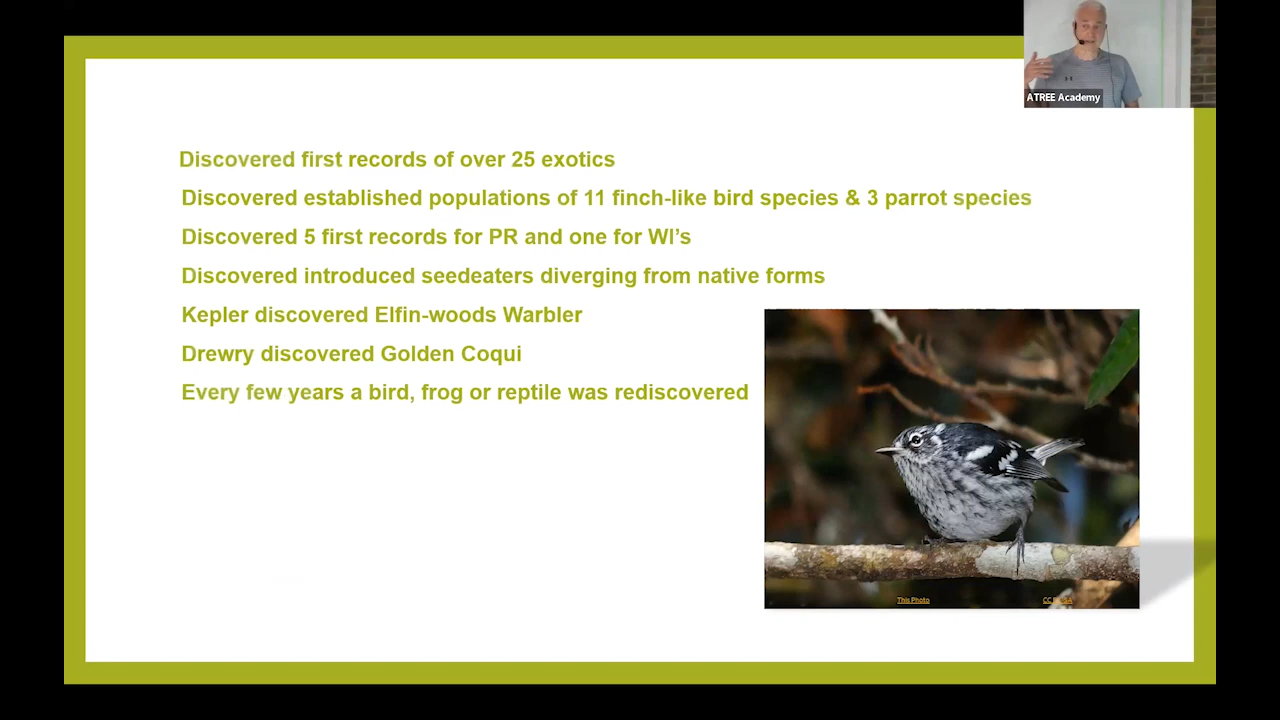 ATREE Academy
Discovered first records of over 25 exotics
Discovered established populations of 11 finch-like bird species & 3 parrot species
Discovered 5 first records for PR and one for WI’s
Discovered introduced seedeaters diverging from native forms
Kepler discovered Elfin-woods Warbler
Drewry discovered Golden Coqui
Every few years a bird, frog or reptile was rediscovered
This Photo
CC